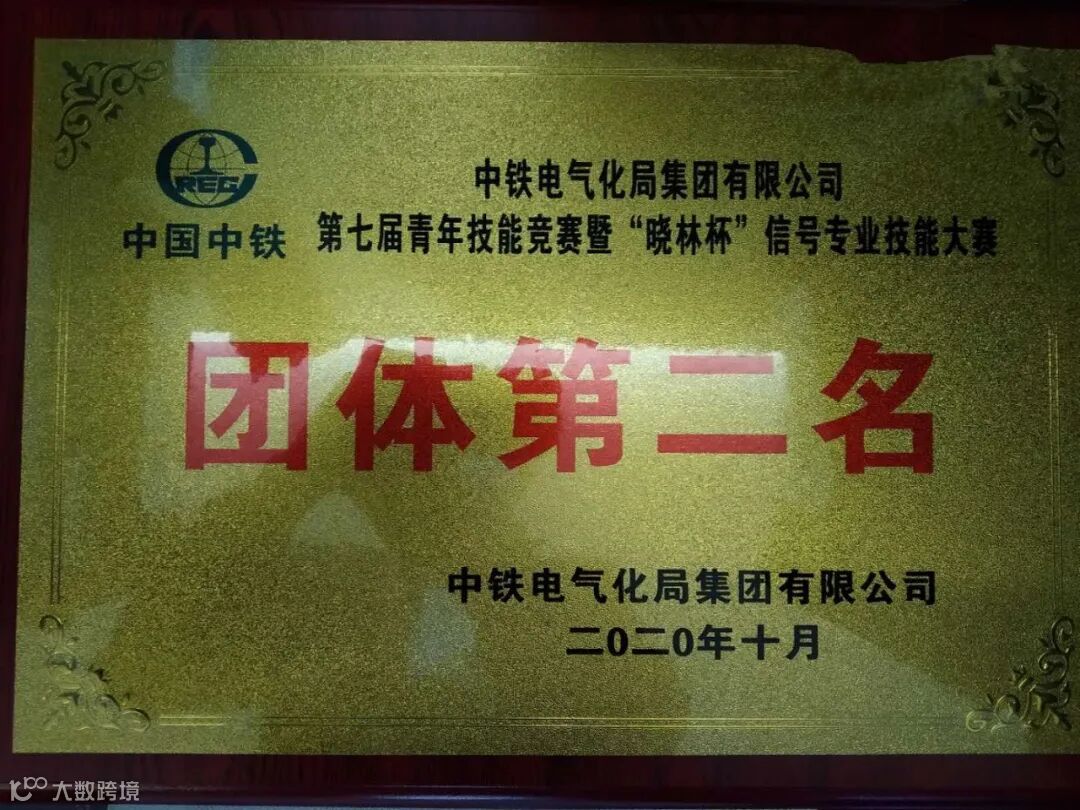 中铁电气化局集团有限公司
CREC
中国中铁
第七届青年技能竞赛暨“晓林杯”信号专业技能大赛
团体第二名
中铁电气化局集团有限公司
二〇二〇年十月
大数跨境